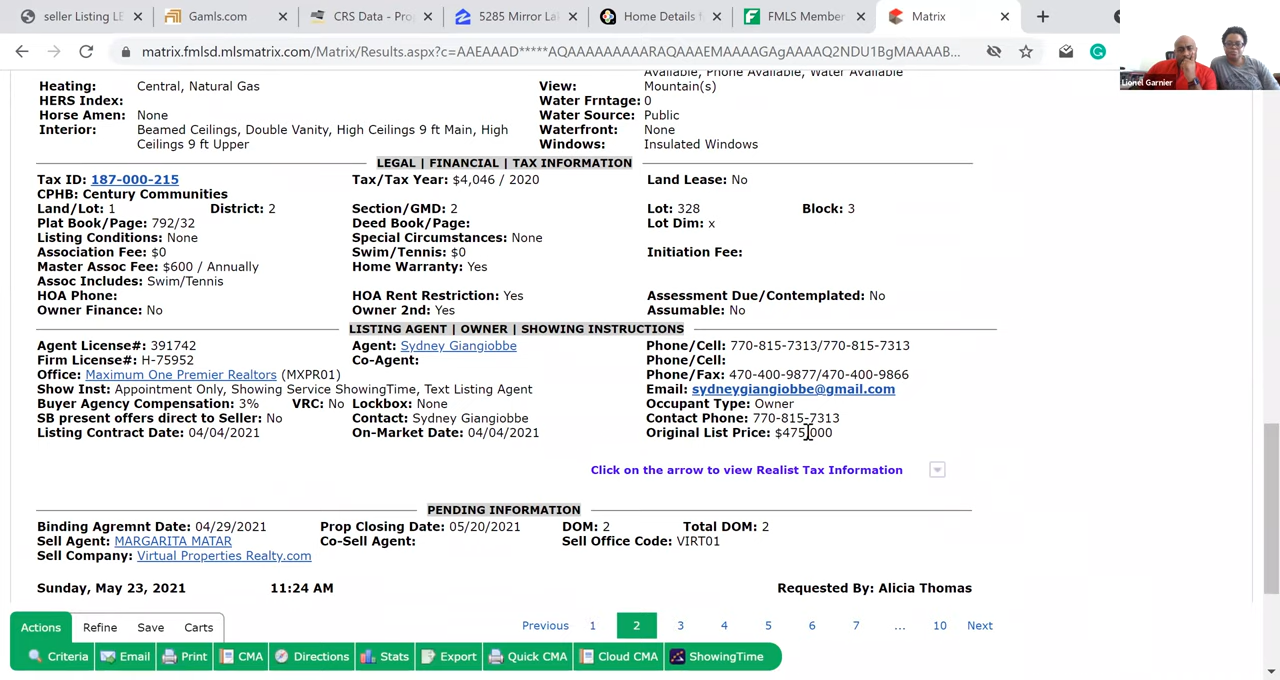 seller Listing LE
Gamls.com
CRS Data - Pro
5285 Mirror La
Home Details f
FMLS Member
Matrix
matrix.fmlsd.mlsmatrix.com/Matrix/Results.aspx?c=AAEAAAD*****AQAAAAAAAAARAQAAAEMAAAAGAgAAAAQ2NDU1BgMAAAAB...
Lionel Garnier
Available, Phone Available, Water Available
Heating: Central, Natural Gas View: Mountain(s)
HERS Index: Water Frntage: 0
Horse Amen: None Water Source: Public
Interior: Beamed Ceilings, Double Vanity, High Ceilings 9 ft Main, High Waterfront: None
Ceilings 9 ft Upper Windows: Insulated Windows
LEGAL | FINANCIAL | TAX INFORMATION
Tax ID: 187-000-215 Tax/Tax Year: $4,046 / 2020 Land Lease: No
CPHB: Century Communities
Land/Lot: 1 District: 2 Section/GMD: 2 Lot: 328 Block: 3
Plat Book/Page: 792/32 Deed Book/Page: Lot Dim: x
Listing Conditions: None Special Circumstances: None
Association Fee: $0 Swim/Tennis: $0 Initiation Fee:
Master Assoc Fee: $600 / Annually Home Warranty: Yes
Assoc Includes: Swim/Tennis
HOA Phone: HOA Rent Restriction: Yes Assessment Due/Contemplated: No
Owner Finance: No Owner 2nd: Yes Assumable: No
LISTING AGENT | OWNER | SHOWING INSTRUCTIONS
Agent License#: 391742 Agent: Sydney Giangiobbe Phone/Cell: 770-815-7313/770-815-7313
Firm License#: H-75952 Co-Agent: Phone/Cell:
Office: Maximum One Premier Realtors (MXPR01) Phone/Fax: 470-400-9877/470-400-9866
Show Inst: Appointment Only, Showing Service ShowingTime, Text Listing Agent Email: sydneygiangiobbe@gmail.com
Buyer Agency Compensation: 3% VRC: No Lockbox: None Occupant Type: Owner
SB present offers direct to Seller: No Contact: Sydney Giangiobbe Contact Phone: 770-815-7313
Listing Contract Date: 04/04/2021 On-Market Date: 04/04/2021 Original List Price: $475,000
Click on the arrow to view Realist Tax Information
PENDING INFORMATION
Binding Agremnt Date: 04/29/2021 Prop Closing Date: 05/20/2021 DOM: 2 Total DOM: 2
Sell Agent: MARGARITA MATAR Co-Sell Agent: Sell Office Code: VIRT01
Sell Company: Virtual Properties Realty.com
Sunday, May 23, 2021 11:24 AM Requested By: Alicia Thomas
Actions Refine Save Carts Previous 1 2 3 4 5 6 7 ... 10 Next
Criteria Email Print CMA Directions Stats Export Quick CMA Cloud CMA ShowingTime